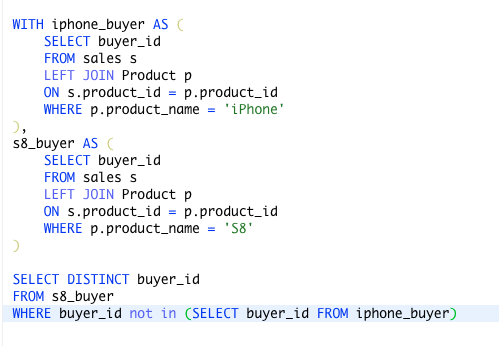 WITH iphone_buyer AS (
    SELECT buyer_id
    FROM sales s
    LEFT JOIN Product p
    ON s.product_id = p.product_id
    WHERE p.product_name = 'iPhone'
),
s8_buyer AS (
    SELECT buyer_id
    FROM sales s
    LEFT JOIN Product p
    ON s.product_id = p.product_id
    WHERE p.product_name = 'S8'
)

SELECT DISTINCT buyer_id
FROM s8_buyer
WHERE buyer_id not in (SELECT buyer_id FROM iphone_buyer)